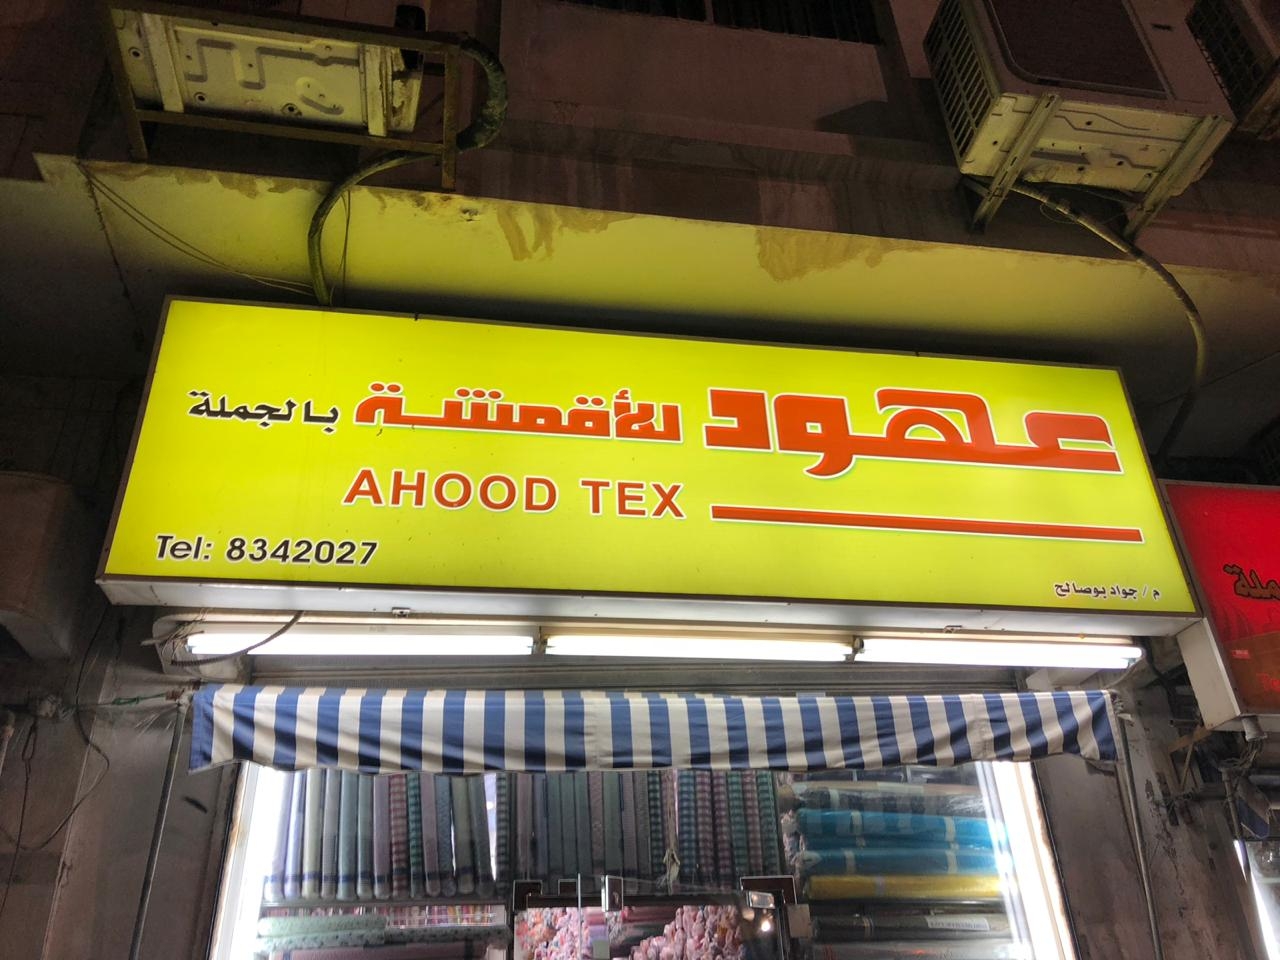 عهود للأقمشة بالجملة
AHOOD TEX
Tel: 8342027
م / جواد بوصالح